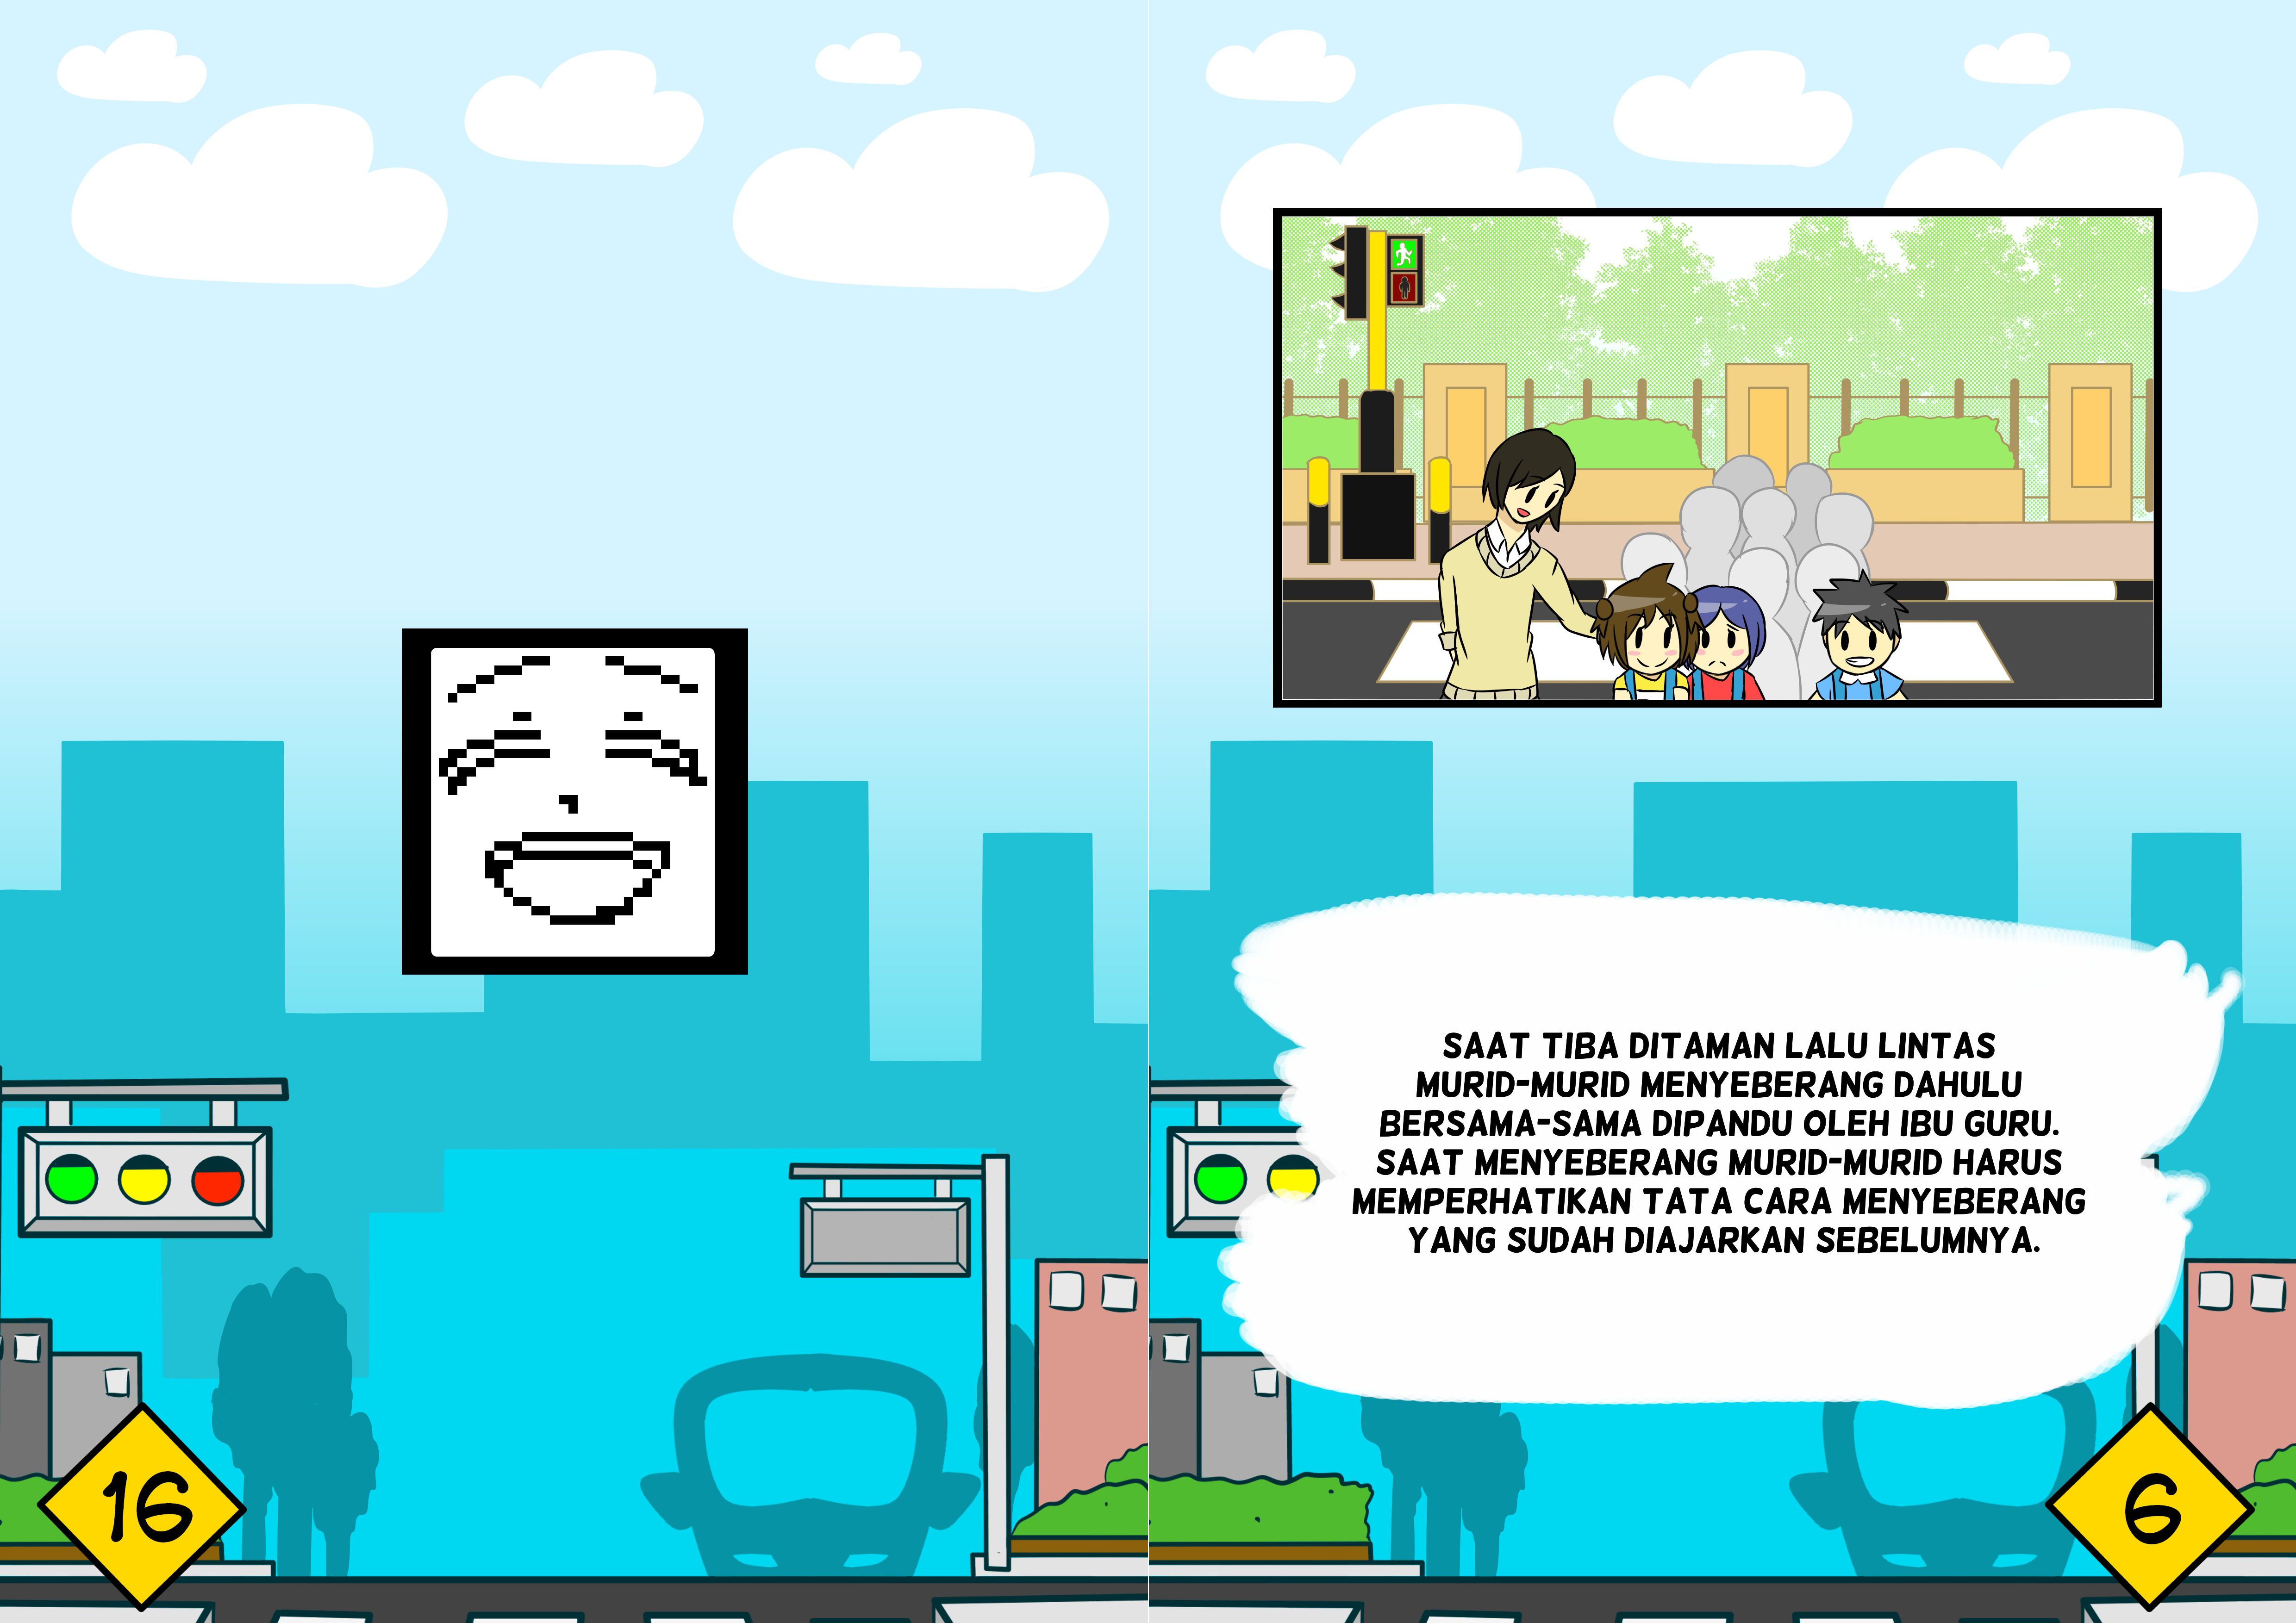 SAAT TIBA DITAMAN LALU LINTAS
MURID-MURID MENYEBERANG DAHULU
BERSAMA-SAMA DIPANDU OLEH IBU GURU.
SAAT MENYEBERANG MURID-MURID HARUS
MEMPERHATIKAN TATA CARA MENYEBERANG
YANG SUDAH DIAJARKAN SEBELUMNYA.
16
6